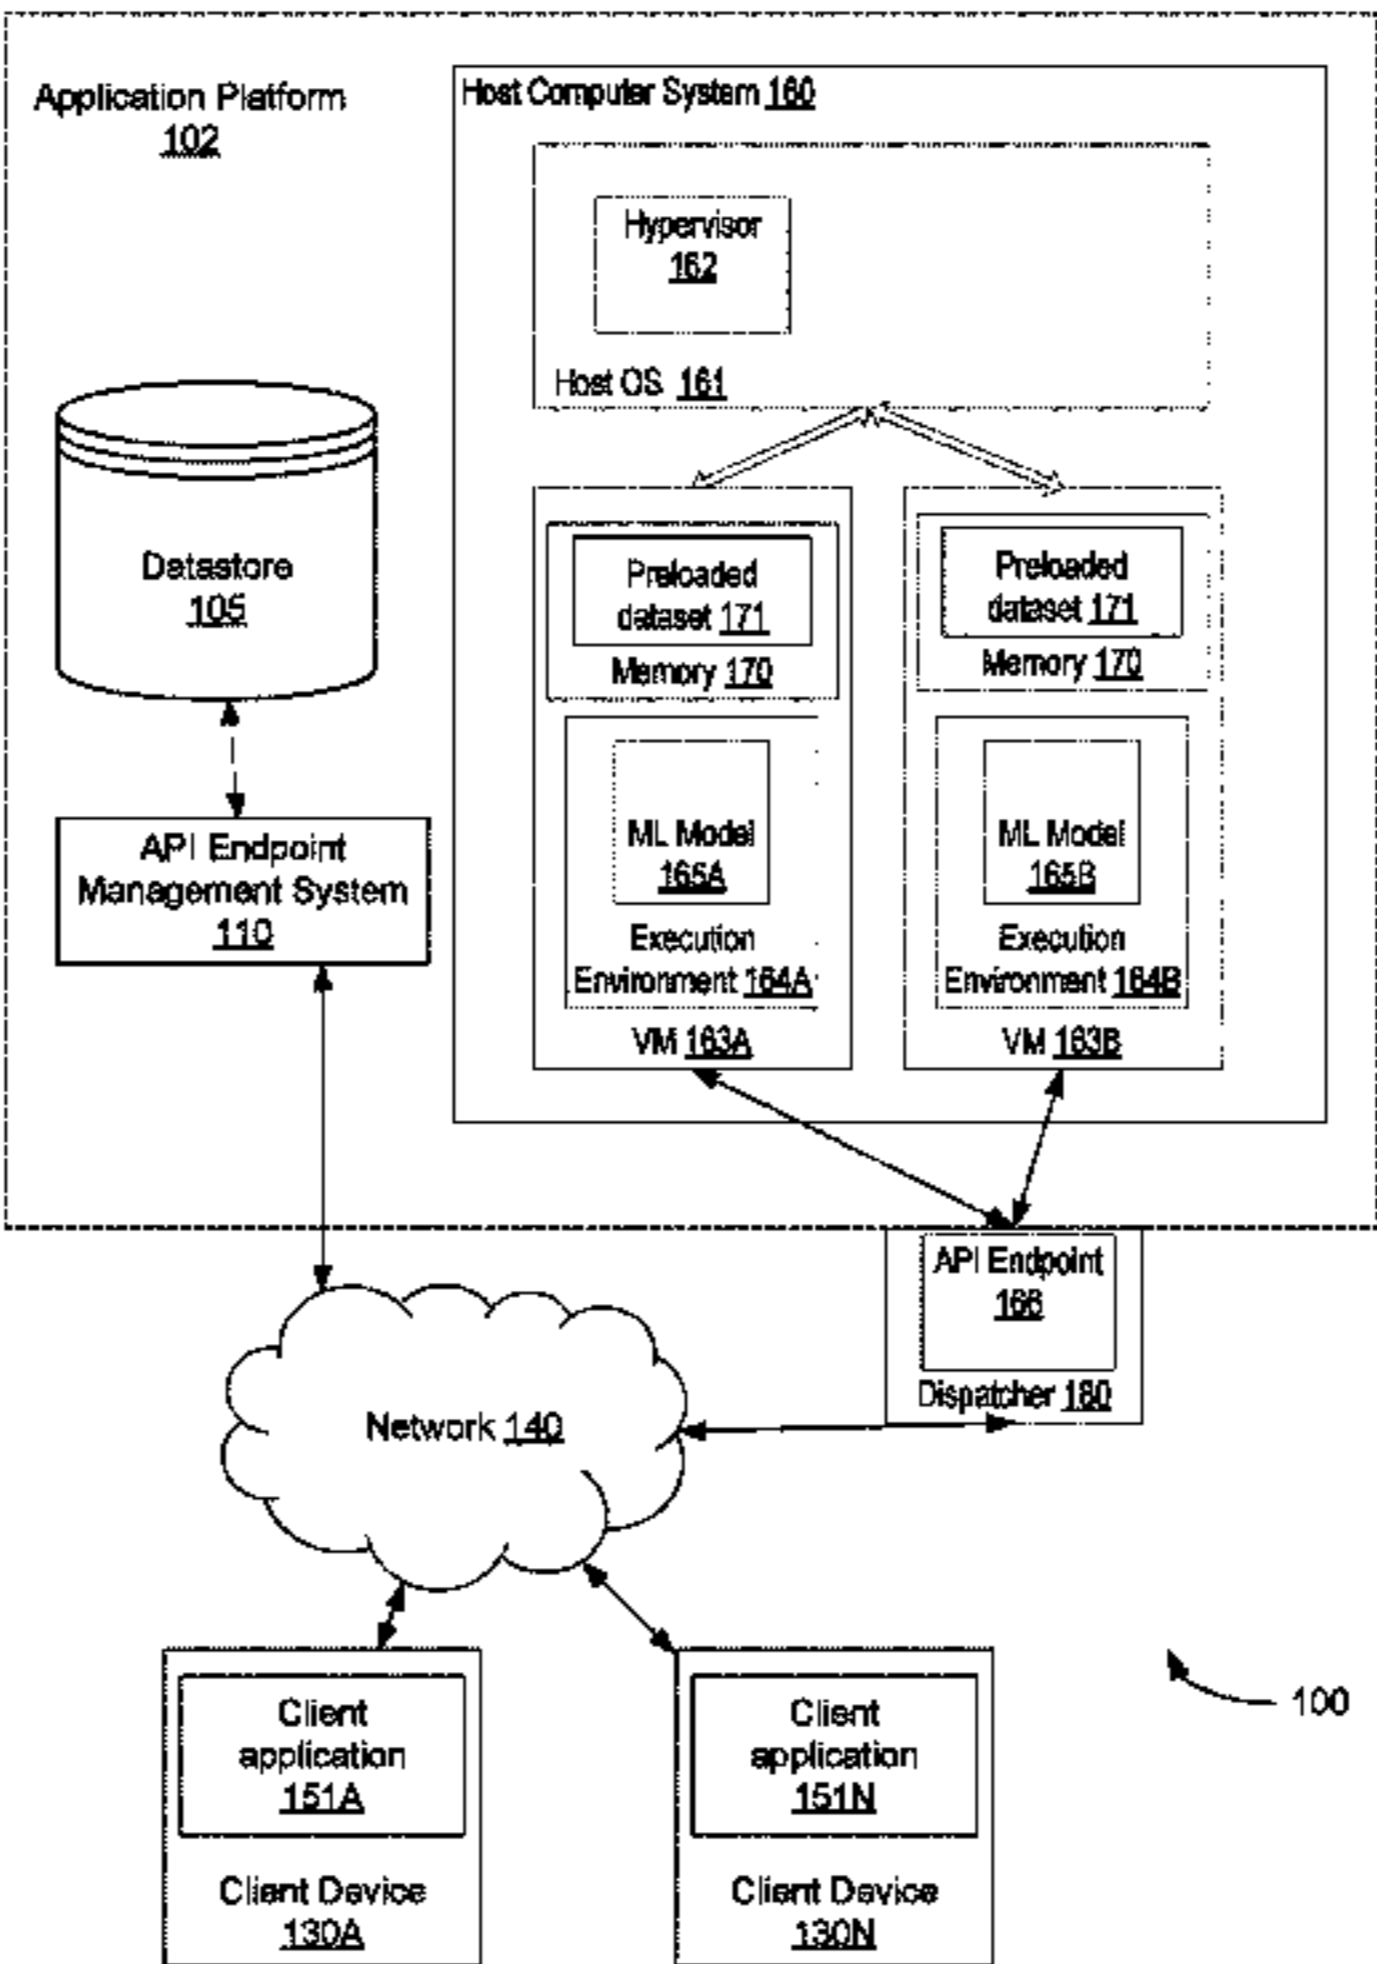 Application Platform
102
Host Computer System 160
Hypervisor
162
Host OS 161
Datastore
105
Preloaded
dataset 171
Memory 170
Preloaded
dataset 171
Memory 170
API Endpoint
Management System
110
ML Model
165A
Execution
Environment 164A
VM 163A
ML Model
165B
Execution
Environment 164B
VM 163B
API Endpoint
166
Dispatcher 180
Network 140
Client
application
151A
Client Device
130A
Client
application
151N
Client Device
130N
100